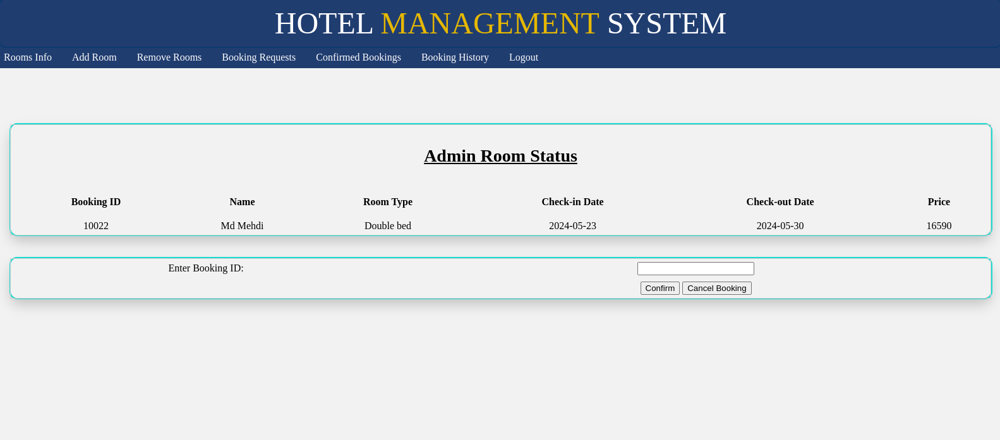 HOTEL MANAGEMENT SYSTEM
Rooms Info Add Room Remove Rooms Booking Requests Confirmed Bookings Booking History Logout
Admin Room Status
Booking ID Name Room Type Check-in Date Check-out Date Price
10022 Md Mehdi Double bed 2024-05-23 2024-05-30 16590
Enter Booking ID:
Confirm Cancel Booking